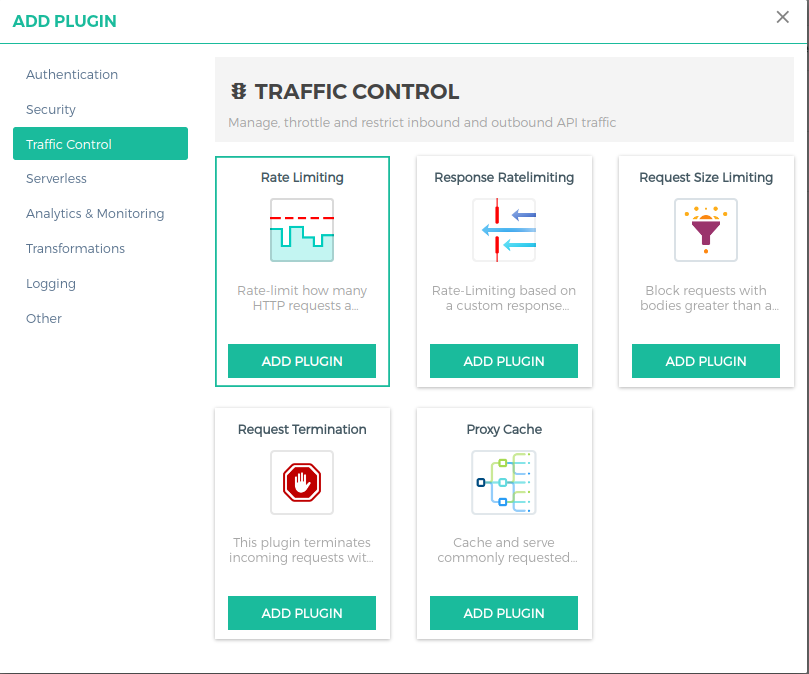 ADD PLUGIN
Authentication
Security
Traffic Control
Serverless
Analytics & Monitoring
Transformations
Logging
Other
TRAFFIC CONTROL
Manage, throttle and restrict inbound and outbound API traffic
Rate Limiting
Rate-limit how many
HTTP requests a...
ADD PLUGIN
Response Ratelimiting
Rate-Limiting based on
a custom response...
ADD PLUGIN
Request Size Limiting
Block requests with
bodies greater than a...
ADD PLUGIN
Request Termination
This plugin terminates
incoming requests wit...
ADD PLUGIN
Proxy Cache
Cache and serve
commonly requested...
ADD PLUGIN